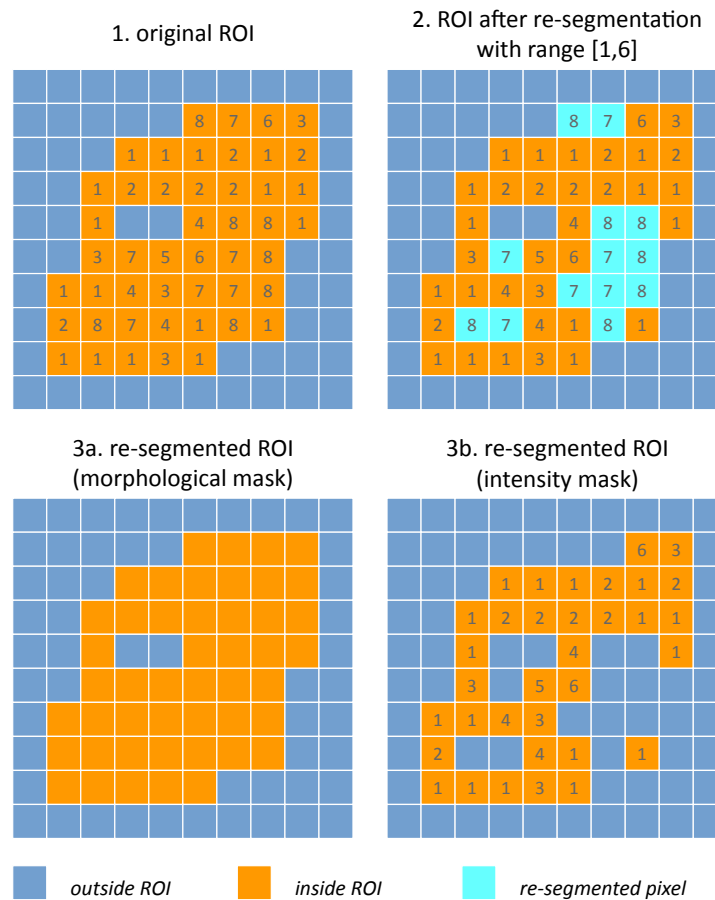 1. original ROI
8 7 6 3
1 1 1 2 1 2
1 2 2 2 2 1 1
1 4 8 8 1
3 7 5 6 7 8
1 1 4 3 7 7 8
2 8 7 4 1 8 1
1 1 1 3 1
2. ROI after re-segmentation
with range [1,6]
8 7 6 3
1 1 1 2 1 2
1 2 2 2 2 1 1
1 4 8 8 1
3 7 5 6 7 8
1 1 4 3 7 7 8
2 8 7 4 1 8 1
1 1 1 3 1
3a. re-segmented ROI
(morphological mask)
3b. re-segmented ROI
(intensity mask)
6 3
1 1 1 2 1 2
1 2 2 2 2 1 1
1 4 1
3 5 6
1 1 4 3
2 4 1 1
1 1 1 3 1
outside ROI
inside ROI
re-segmented pixel